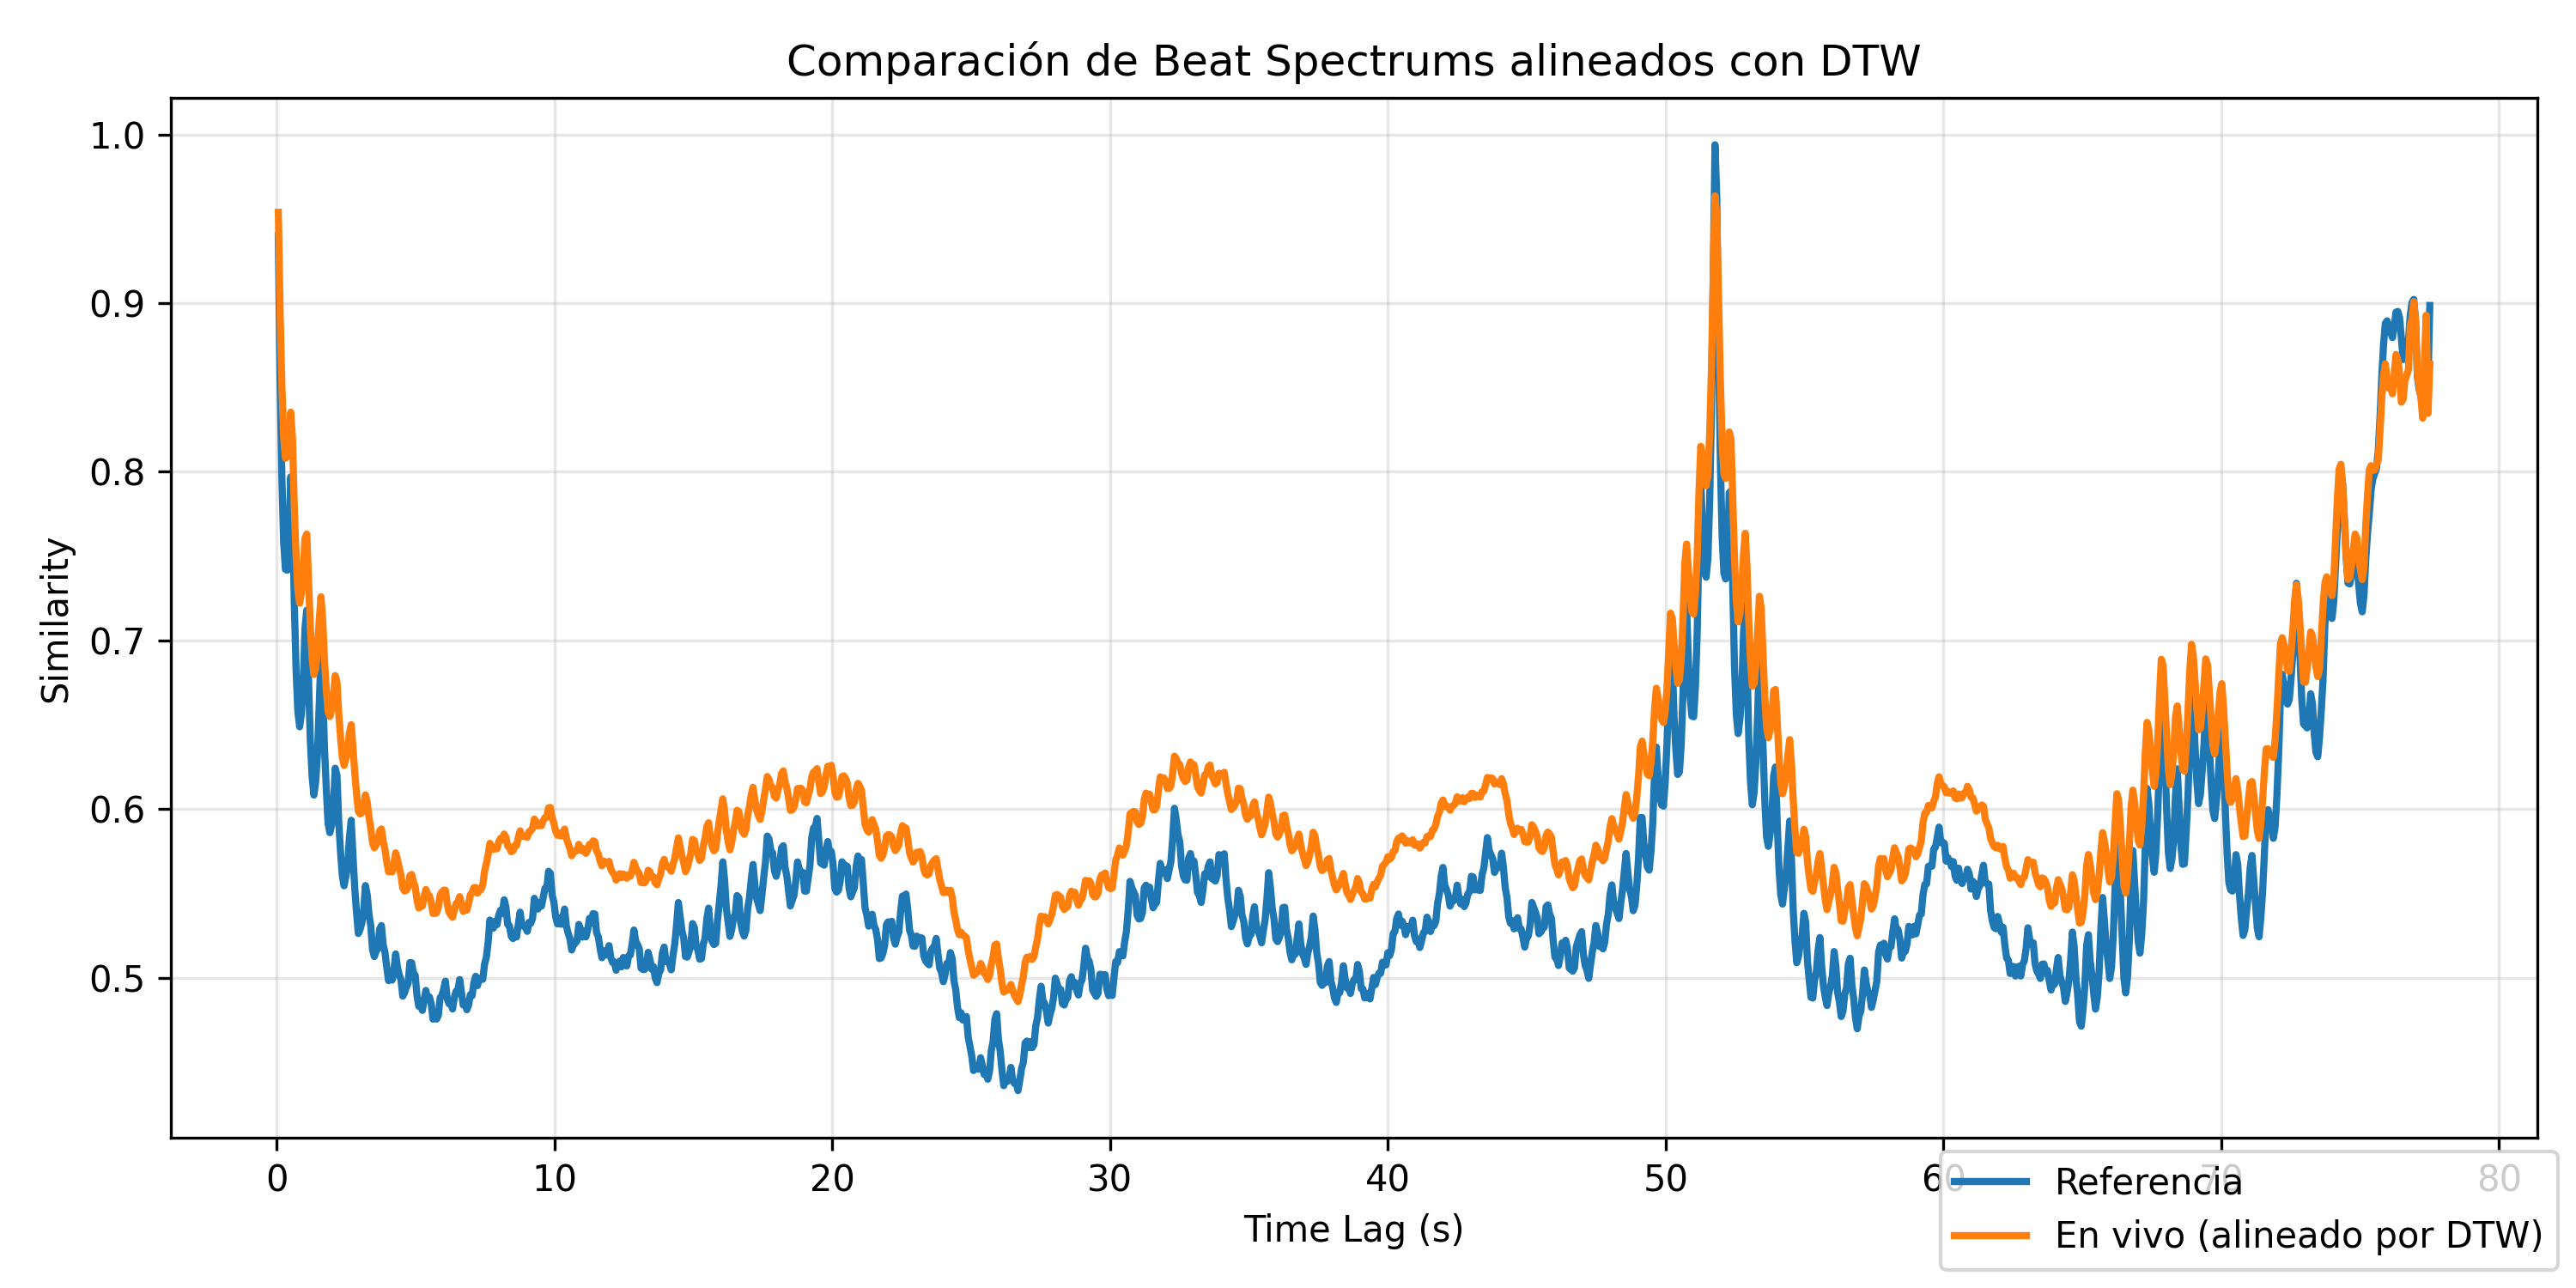 Comparación de Beat Spectrums alineados con DTW
1.0
0.9
0.8
0.7
0.6
0.5
Similarity
0 10 20 30 40 50 60 70 80
Time Lag (s)
Referencia
En vivo (alineado por DTW)